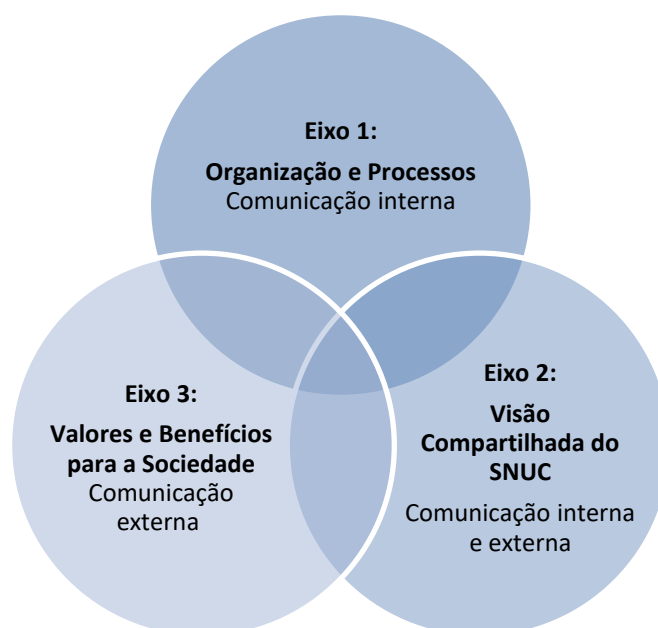 Eixo 1:
Organização e Processos
Comunicação interna
Eixo 2:
Visão
Compartilhada do
SNUC
Comunicação interna
e externa
Eixo 3:
Valores e Benefícios
para a Sociedade
Comunicação
externa